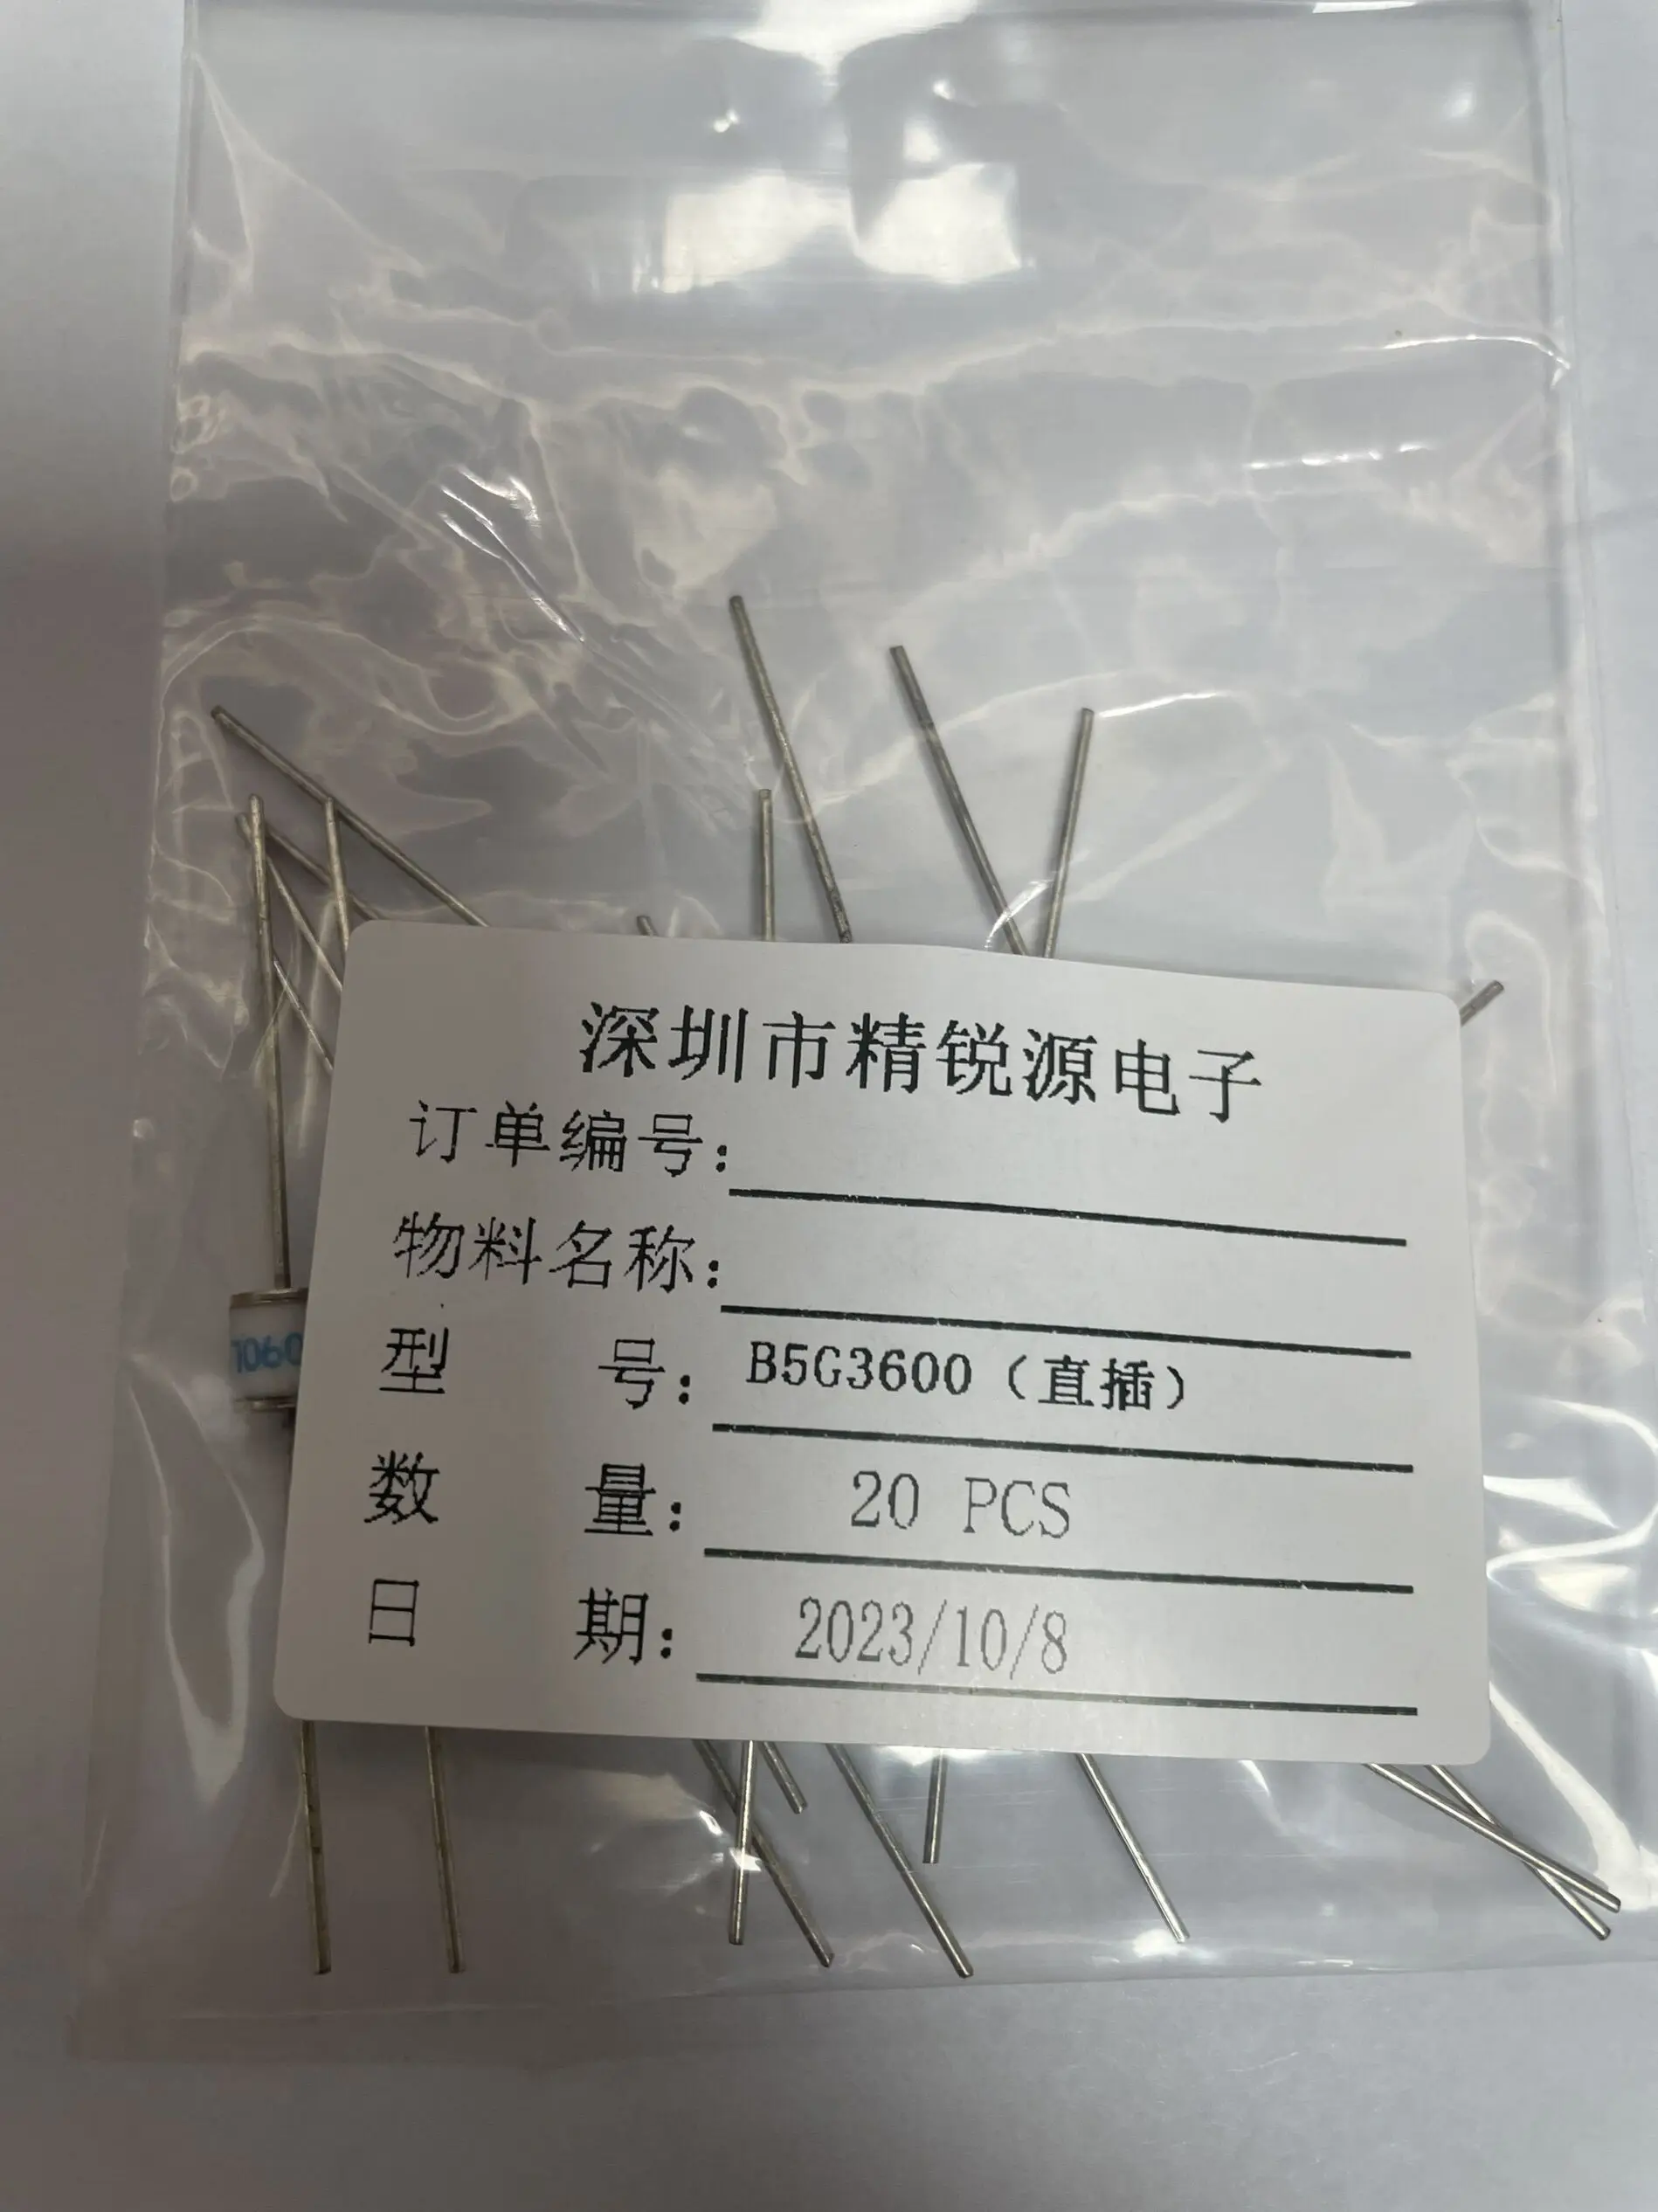 深圳市精锐源电子
订单编号：
物料名称：
型 号：B5G3600（直插）
数 量：20 PCS
日 期：2023/10/8